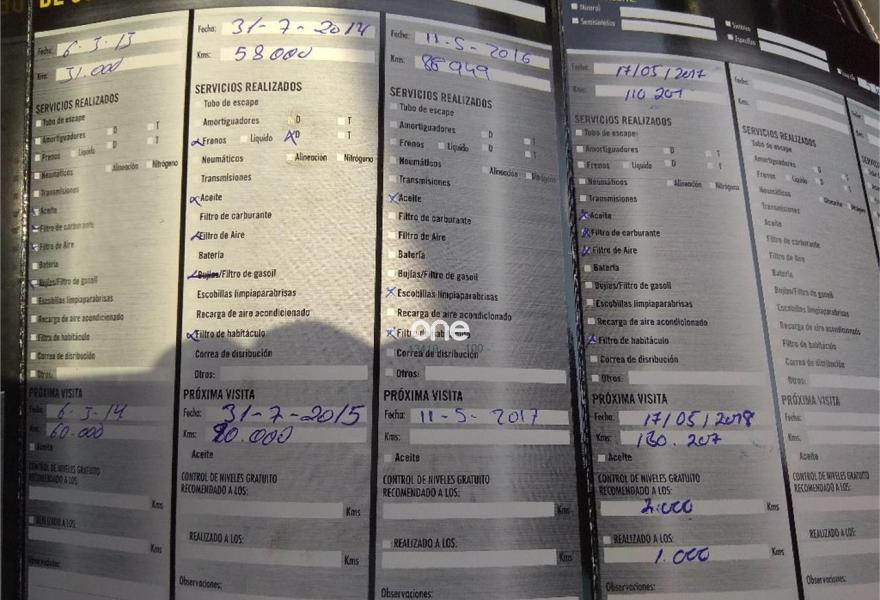 Fecha: 6-3-13
Kms: 31.000
SERVICIOS REALIZADOS
Tubo de escape
Amortiguadores D T
Frenos Líquido D T
Neumáticos Alineación Nitrógeno
Transmisiones
Aceite
Filtro de carburante
Filtro de Aire
Batería
Bujías/Filtro de gasoil
Escobillas limpiaparabrisas
Recarga de aire acondicionado
Filtro de habitáculo
Correa de distribución
Otros:
PRÓXIMA VISITA
Fecha: 6-3-14
Kms: 60.000
Aceite
CONTROL DE NIVELES GRATUITO
RECOMENDADO A LOS:
Kms
REALIZADO A LOS:
Kms
Observaciones:
Fecha: 31-7-2014
Kms: 58000
SERVICIOS REALIZADOS
Tubo de escape
Amortiguadores D T
Frenos Líquido D T
Neumáticos Alineación Nitrógeno
Transmisiones
Aceite
Filtro de carburante
Filtro de Aire
Batería
Bujías/Filtro de gasoil
Escobillas limpiaparabrisas
Recarga de aire acondicionado
Filtro de habitáculo
Correa de distribución
Otros:
PRÓXIMA VISITA
Fecha: 31-7-2015
Kms: 90.000
Aceite
CONTROL DE NIVELES GRATUITO
RECOMENDADO A LOS:
Kms
REALIZADO A LOS:
Kms
Observaciones:
Fecha: 11-5-2016
Kms: 86949
SERVICIOS REALIZADOS
Tubo de escape
Amortiguadores D T
Frenos Líquido D T
Neumáticos Alineación Nitrógeno
Transmisiones
Aceite
Filtro de carburante
Filtro de Aire
Batería
Bujías/Filtro de gasoil
Escobillas limpiaparabrisas
Recarga de aire acondicionado
Filtro de habitáculo
one
Correa de distribución
Otros:
PRÓXIMA VISITA
Fecha: 11-5-2017
Kms:
Aceite
CONTROL DE NIVELES GRATUITO
RECOMENDADO A LOS:
Kms
REALIZADO A LOS:
Kms
Observaciones:
Mineral
Semisintético
Sintético
Específico
Fecha: 17/05/2017
Kms: 110 207
SERVICIOS REALIZADOS
Tubo de escape
Amortiguadores D T
Frenos Líquido D T
Neumáticos Alineación Nitrógeno
Transmisiones
Aceite
Filtro de carburante
Filtro de Aire
Batería
Bujías/Filtro de gasoil
Escobillas limpiaparabrisas
Recarga de aire acondicionado
Filtro de habitáculo
Correa de distribución
Otros:
PRÓXIMA VISITA
Fecha: 17/05/2018
Kms: 130.207
Aceite
CONTROL DE NIVELES GRATUITO
RECOMENDADO A LOS:
2.000 Kms
REALIZADO A LOS:
1.000 Kms
Observaciones:
Fecha:
Kms:
SERVICIOS REALIZADOS
Tubo de escape
Amortiguadores D T
Frenos Líquido D T
Neumáticos
Transmisiones
Aceite
Filtro de carburante
Filtro de Aire
Batería
Bujías/Filtro de gasoil
Escobillas limpiaparabrisas
Recarga de aire acondicionado
Filtro de habitáculo
Correa de distribución
Otros:
PRÓXIMA VISITA
Fecha:
Kms:
Aceite
CONTROL DE NIVELES GRATUITO
RECOMENDADO A LOS:
REALIZADO A LOS:
Observaciones: